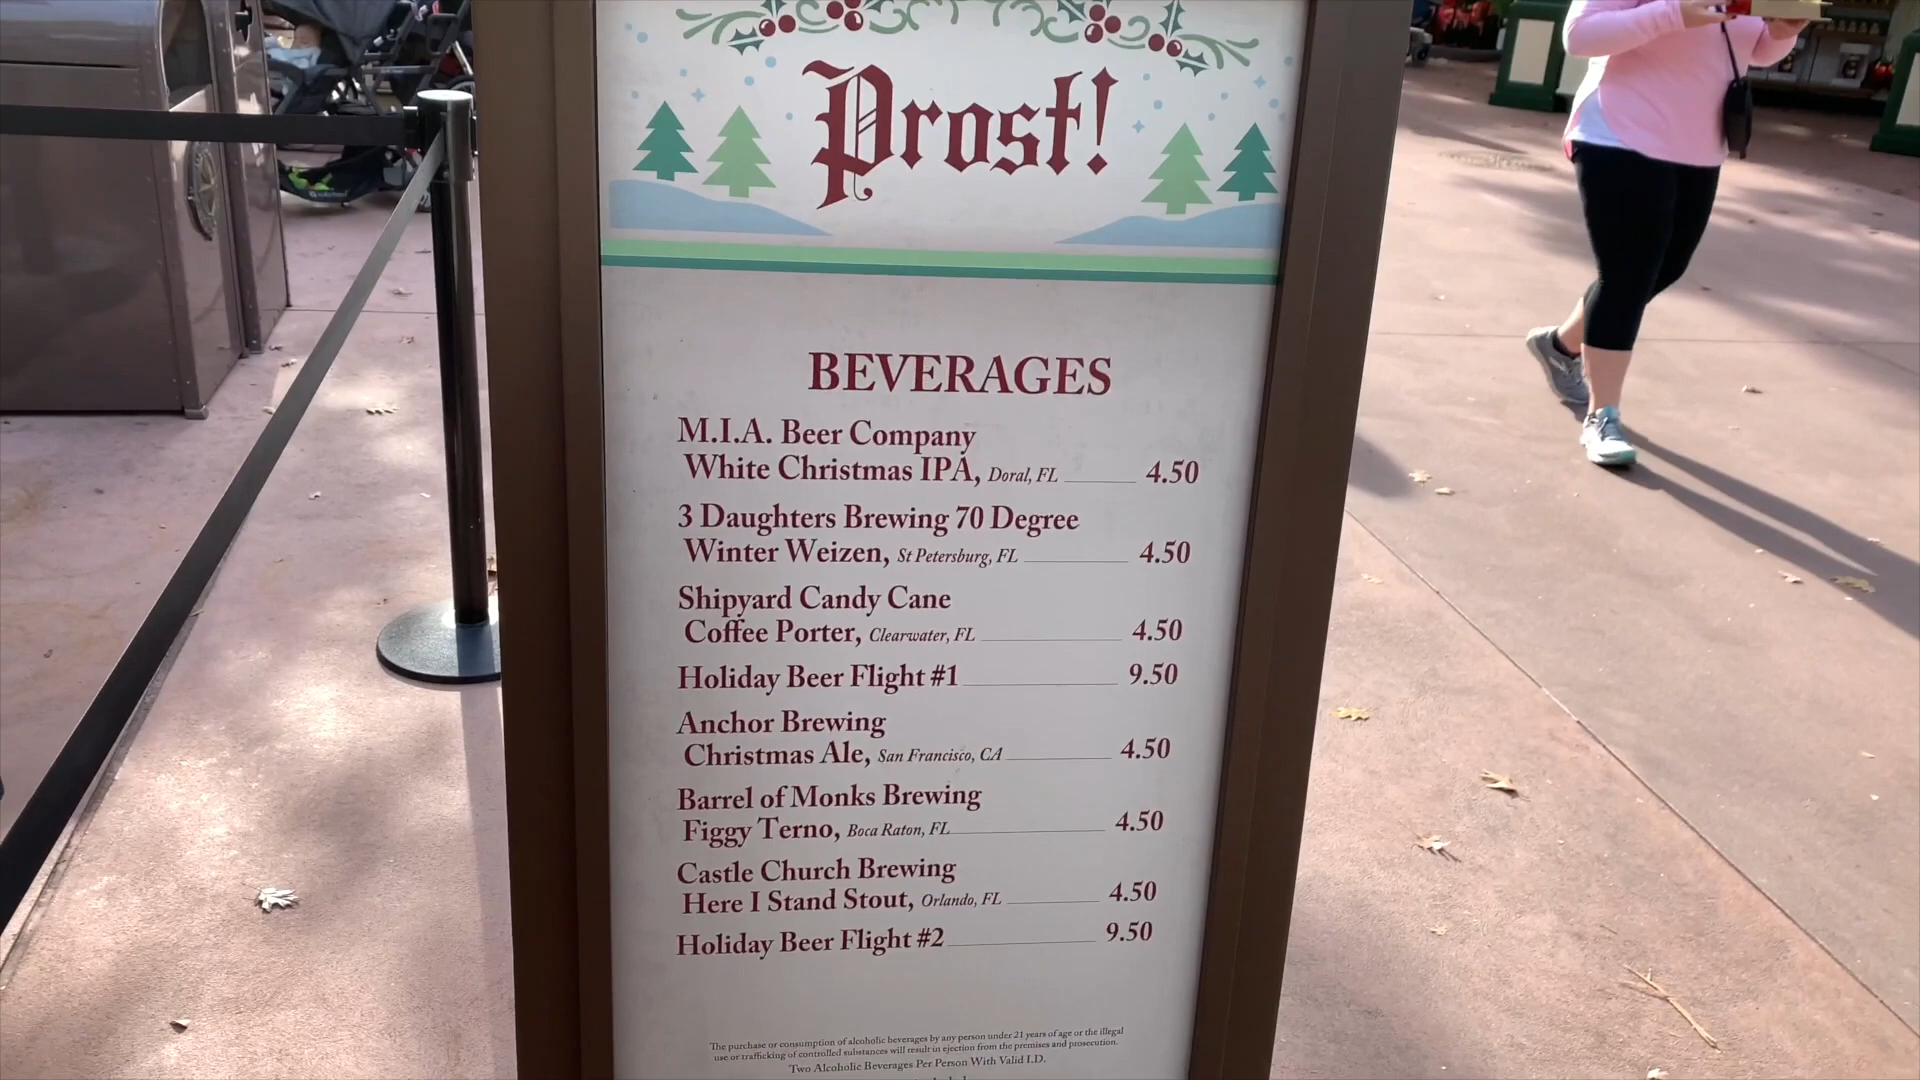 Prost!
BEVERAGES
M.I.A. Beer Company
White Christmas IPA, Doral, FL 4.50
3 Daughters Brewing 70 Degree
Winter Weizen, St Petersburg, FL 4.50
Shipyard Candy Cane
Coffee Porter, Clearwater, FL 4.50
Holiday Beer Flight #1 9.50
Anchor Brewing
Christmas Ale, San Francisco, CA 4.50
Barrel of Monks Brewing
Figgy Terno, Boca Raton, FL 4.50
Castle Church Brewing
Here I Stand Stout, Orlando, FL 4.50
Holiday Beer Flight #2 9.50
The purchase or consumption of alcoholic beverages by any person under 21 years of age or the illegal
use or trafficking of controlled substances will result in ejection from the premises and prosecution.
Two Alcoholic Beverages Per Person With Valid I.D.